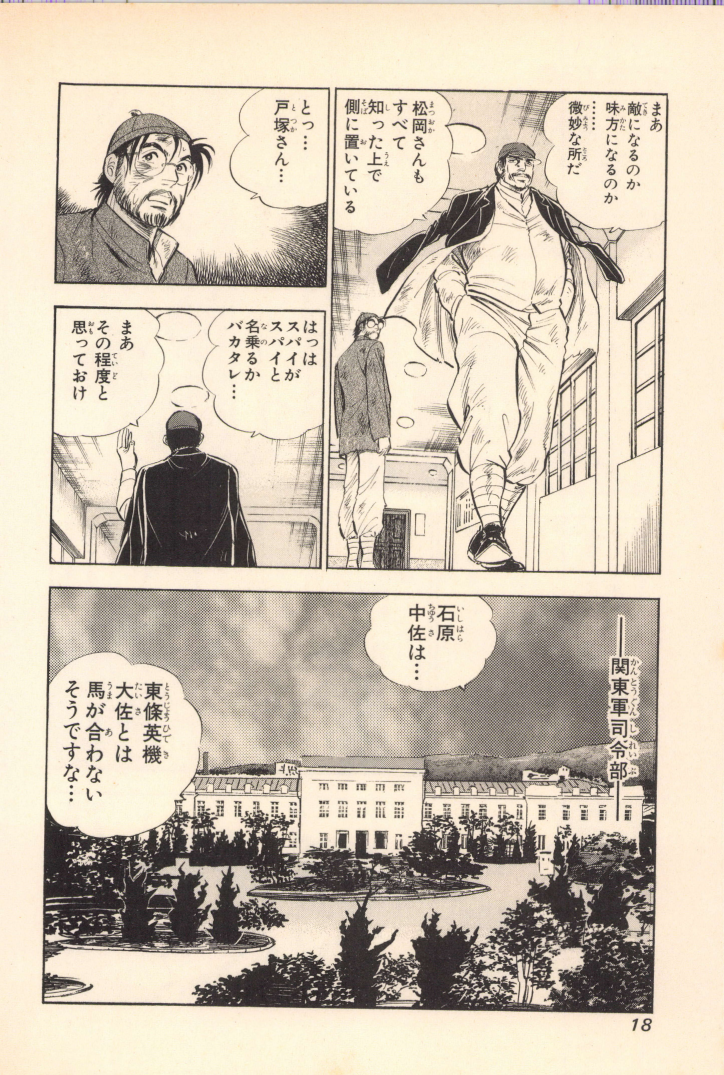 まあ
敵になるのか
味方になるのか
……
微妙な所だ
松岡さんも
すべて
知った上で
側に置いている
とっ…
戸塚さん…
はっは
スパイが
スパイと
名乗るか
バカタレ…
まあ
その程度と
思っておけ
――関東軍司令部――
石原
中佐は…
東條英機
大佐とは
馬が合わない
そうですな…
18